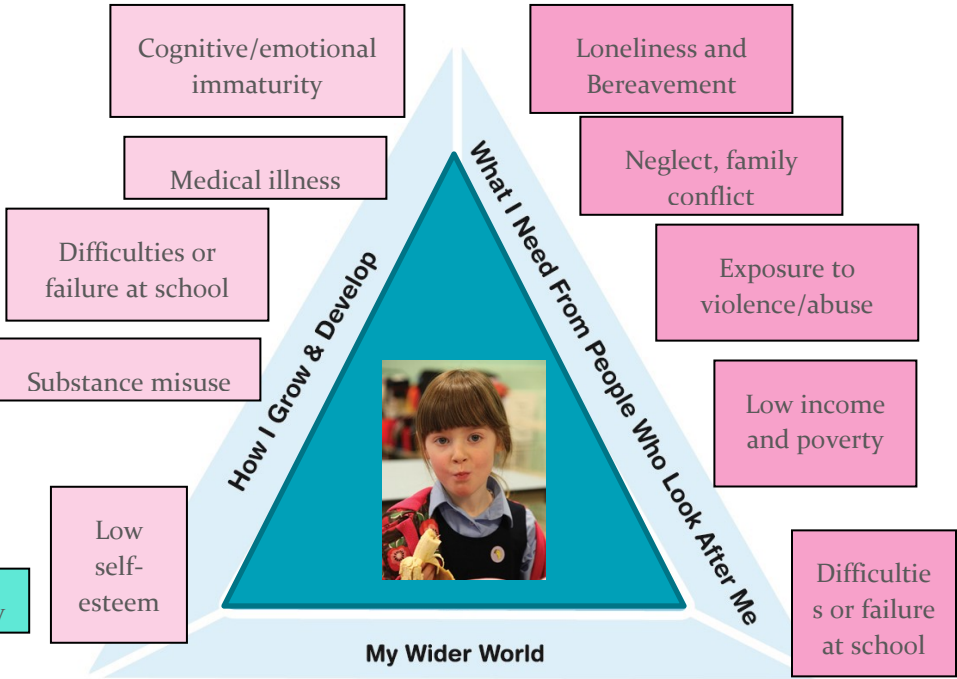 Cognitive/emotional
immaturity
Loneliness and
Bereavement
Medical illness
Neglect, family
conflict
Difficulties or
failure at school
Exposure to
violence/abuse
Substance misuse
Low income
and poverty
How I Grow & Develop
What I Need From People Who Look After Me
Low
self-
esteem
Difficultie
s or failure
at school
My Wider World